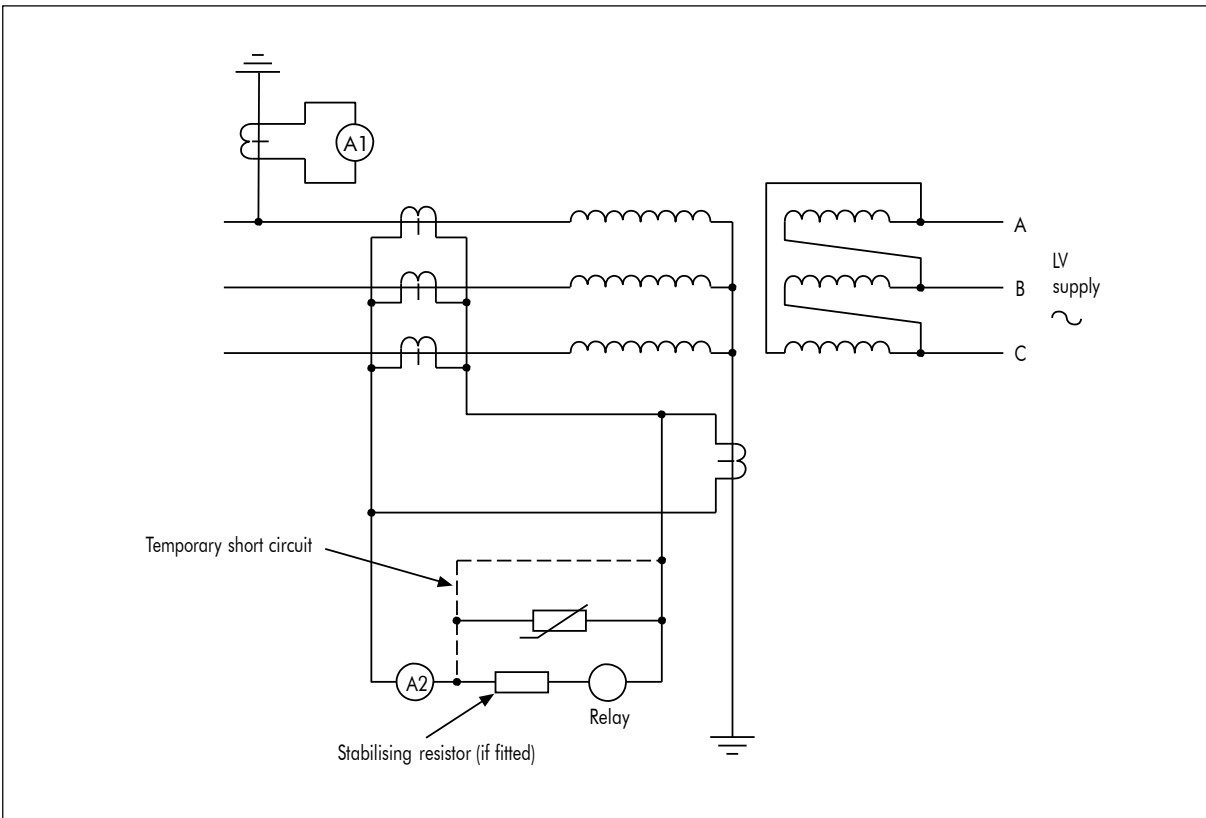 A1
A
LV
supply
B
C
Temporary short circuit
A2
Relay
Stabilising resistor (if fitted)